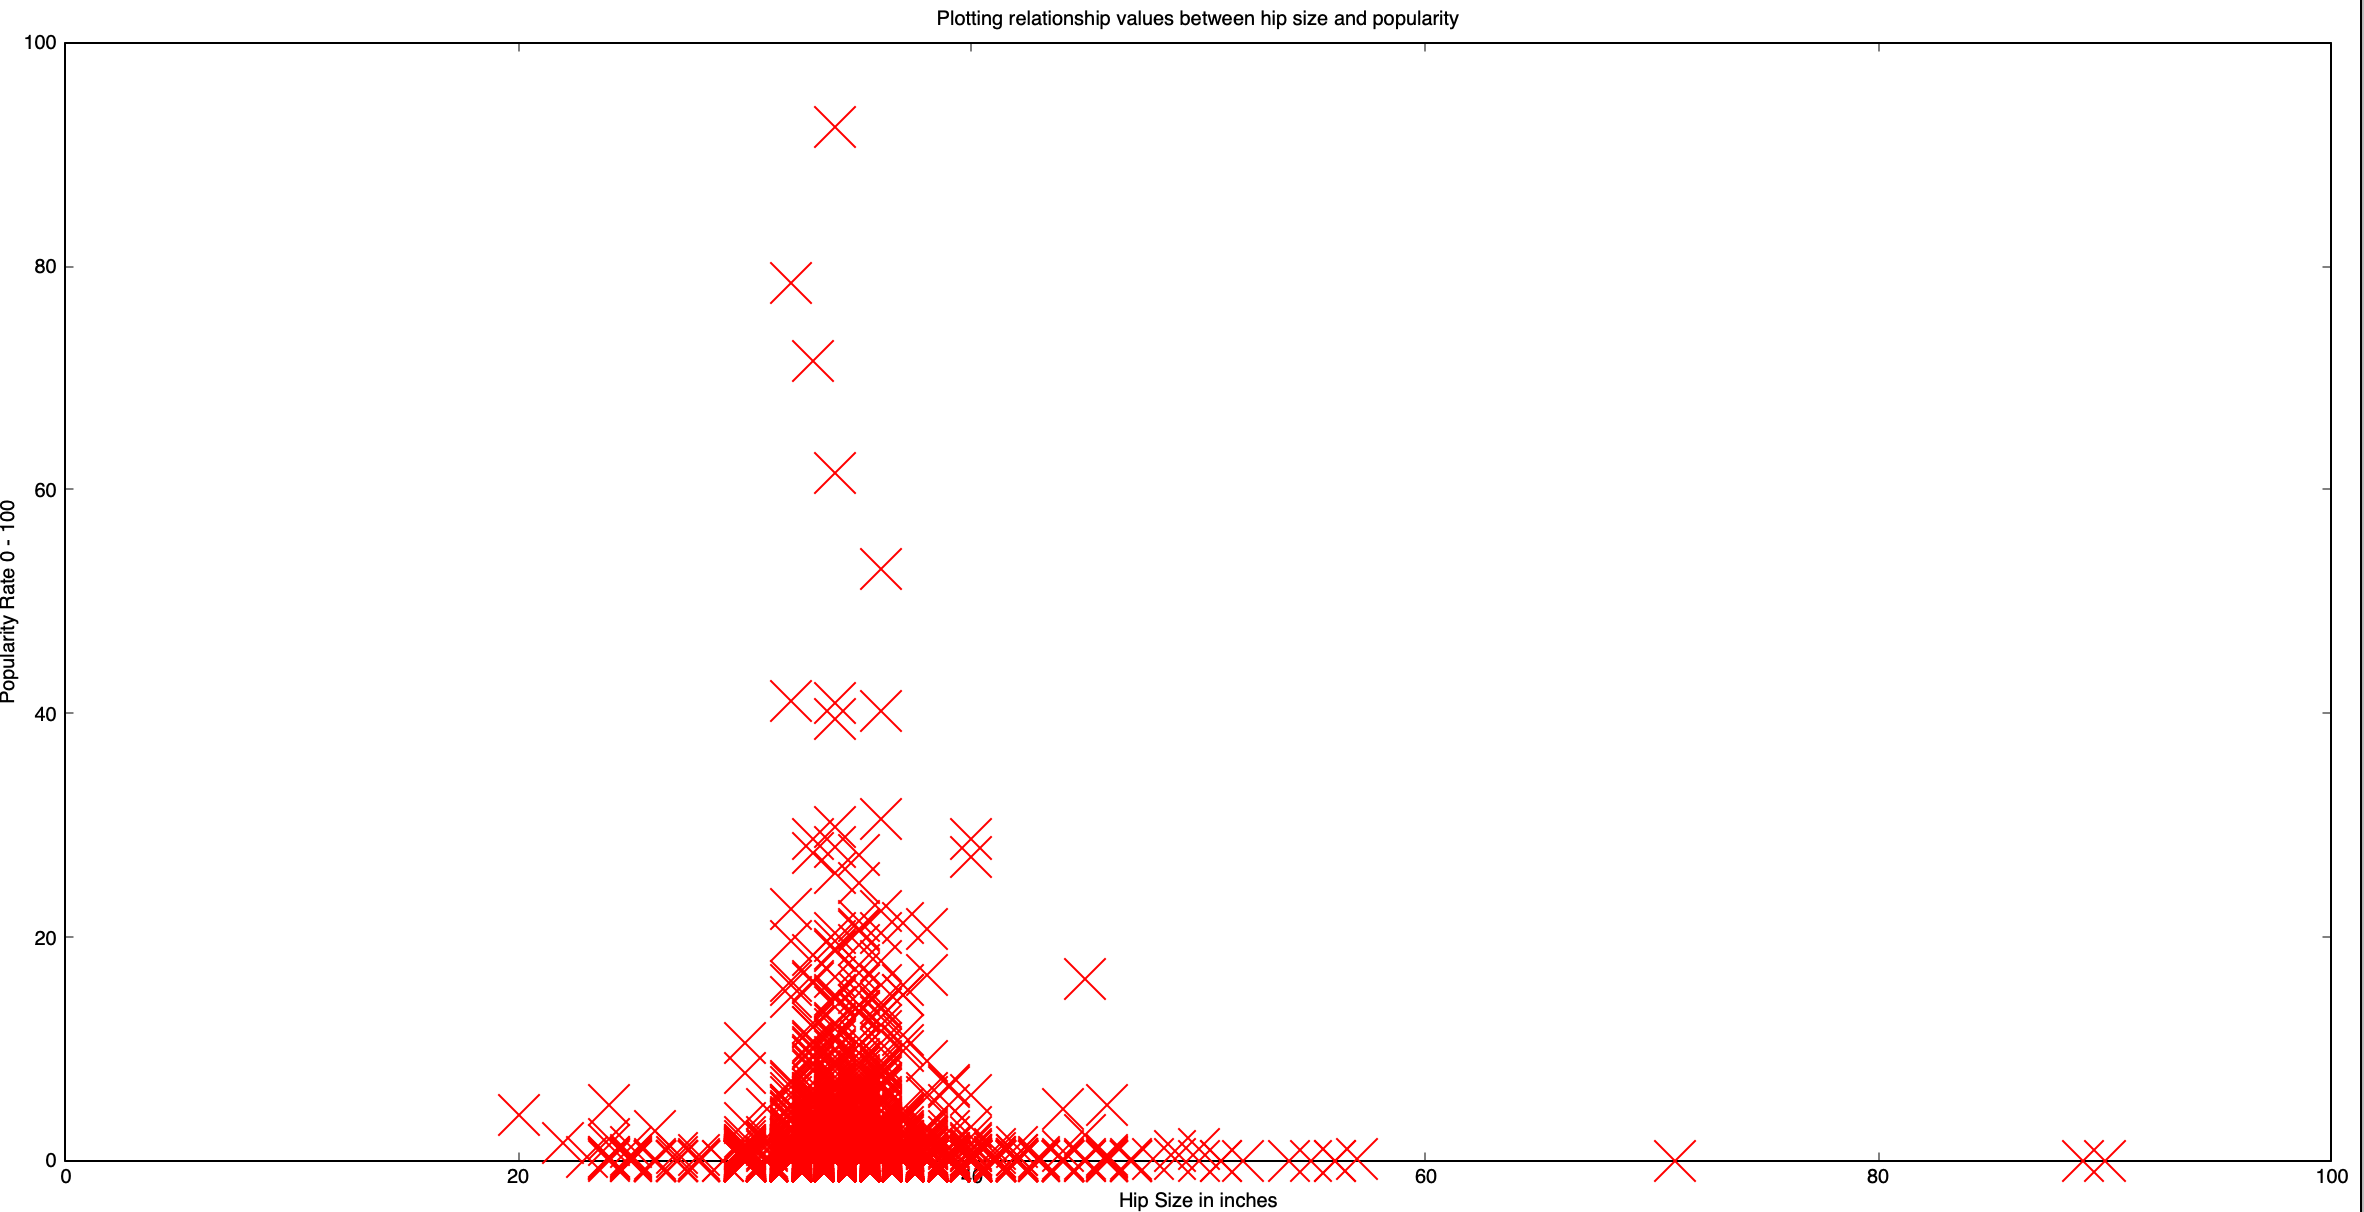 Plotting relationship values between hip size and popularity
100
80
60
40
20
0
Popularity Rate 0 - 100
0 20 40 60 80 100
Hip Size in inches